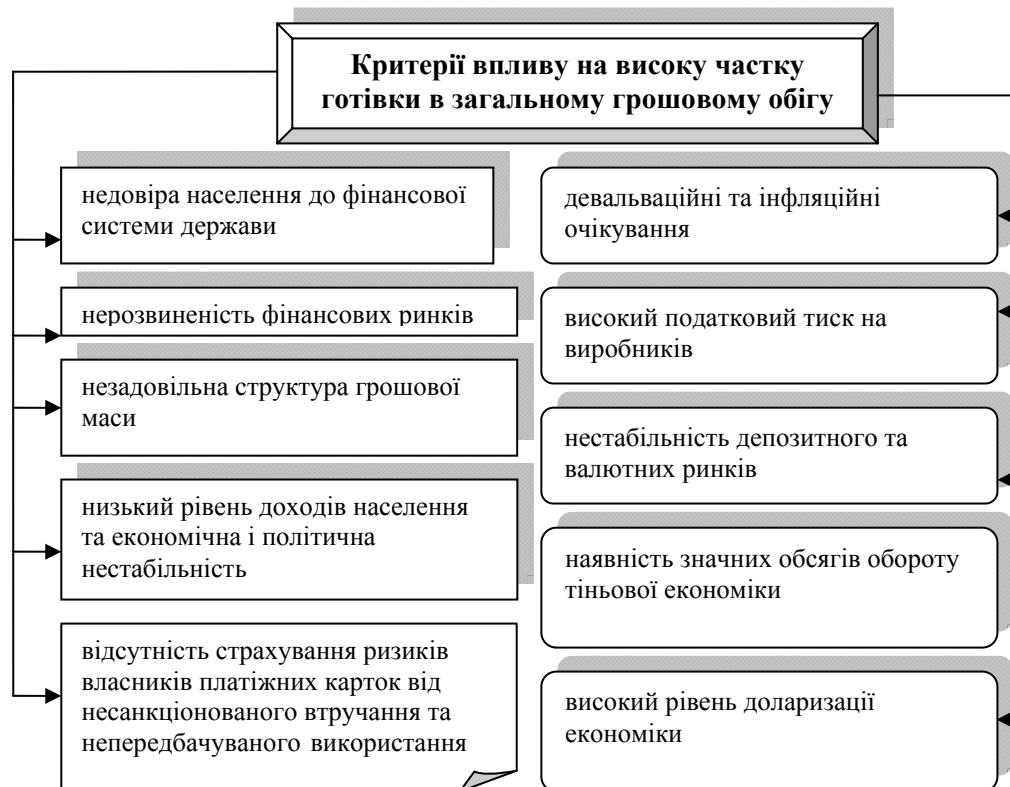 Критерії впливу на високу частку
готівки в загальному грошовому обігу
недовіра населення до фінансової
системи держави
нерозвиненість фінансових ринків
незадовільна структура грошової
маси
низький рівень доходів населення
та економічна і політична
нестабільність
відсутність страхування ризиків
власників платіжних карток від
несанкціонованого втручання та
непередбачуваного використання
девальваційні та інфляційні
очікування
високий податковий тиск на
виробників
нестабільність депозитного та
валютних ринків
наявність значних обсягів обороту
тіньової економіки
високий рівень доларизації
економіки